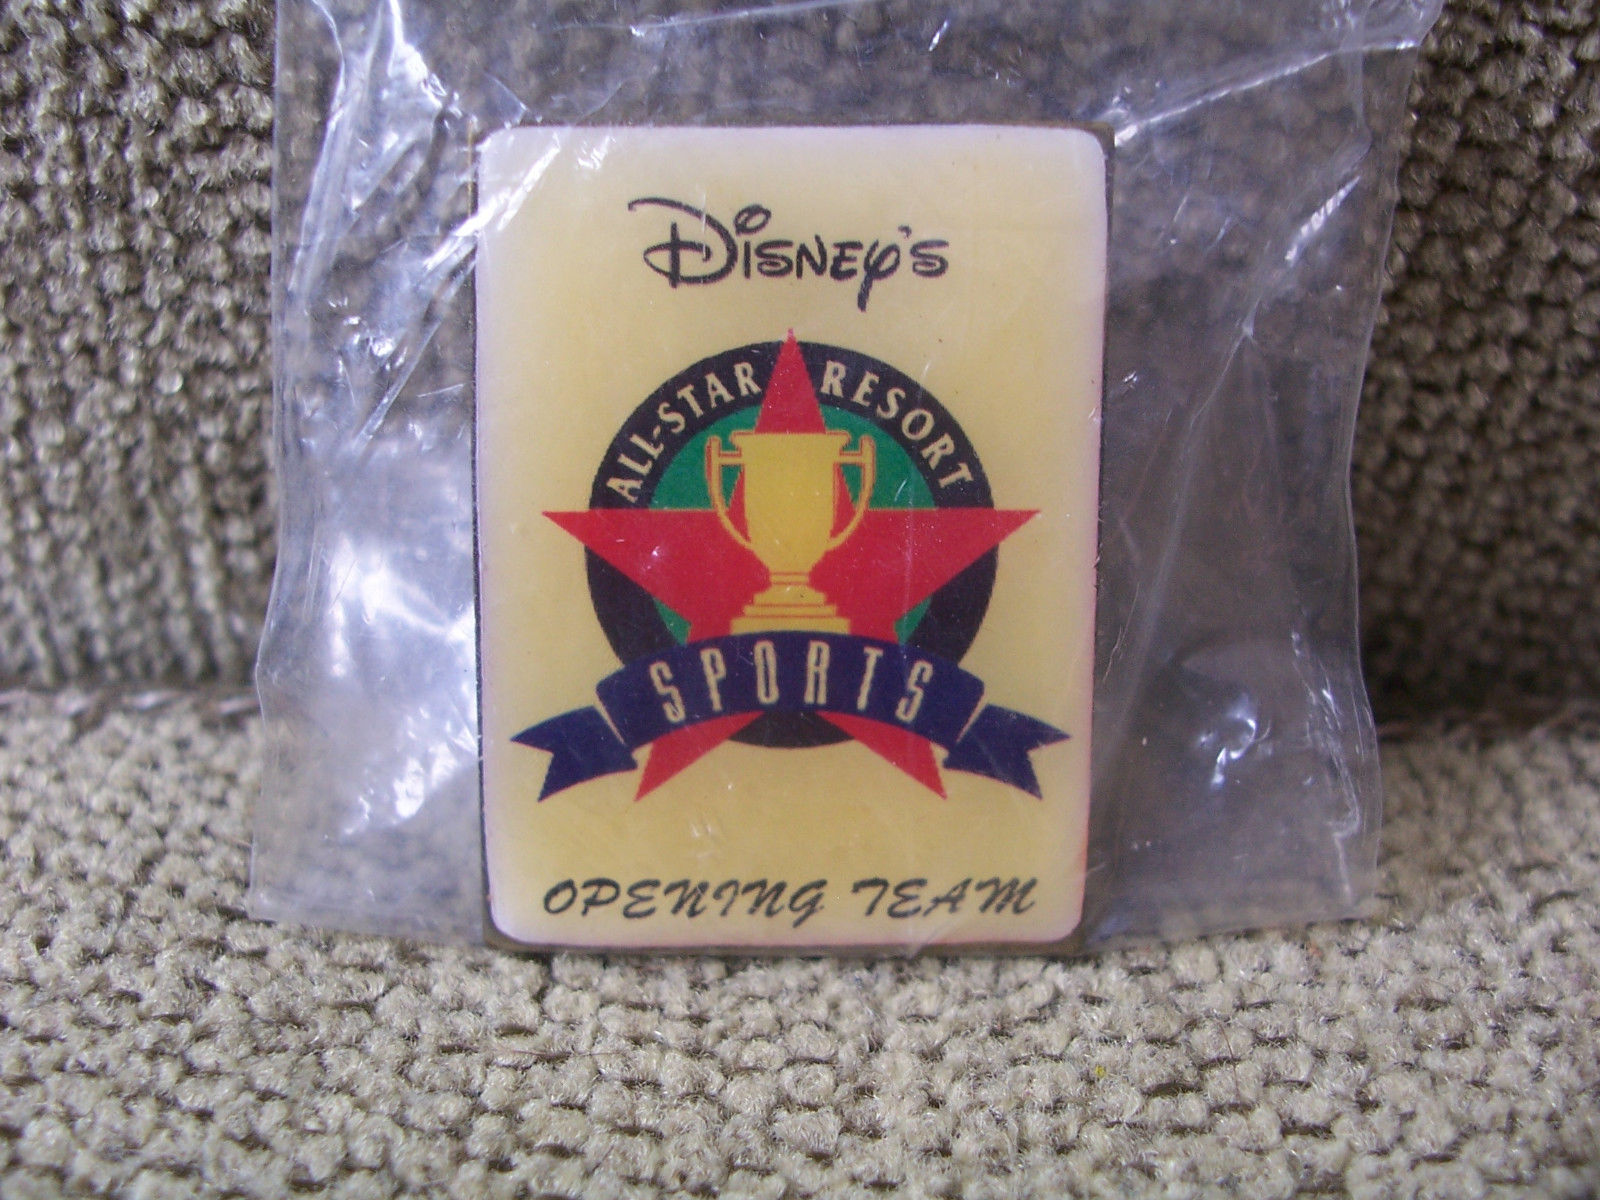 DISNEY'S
ALL-STAR RESORT
SPORTS
OPENING TEAM